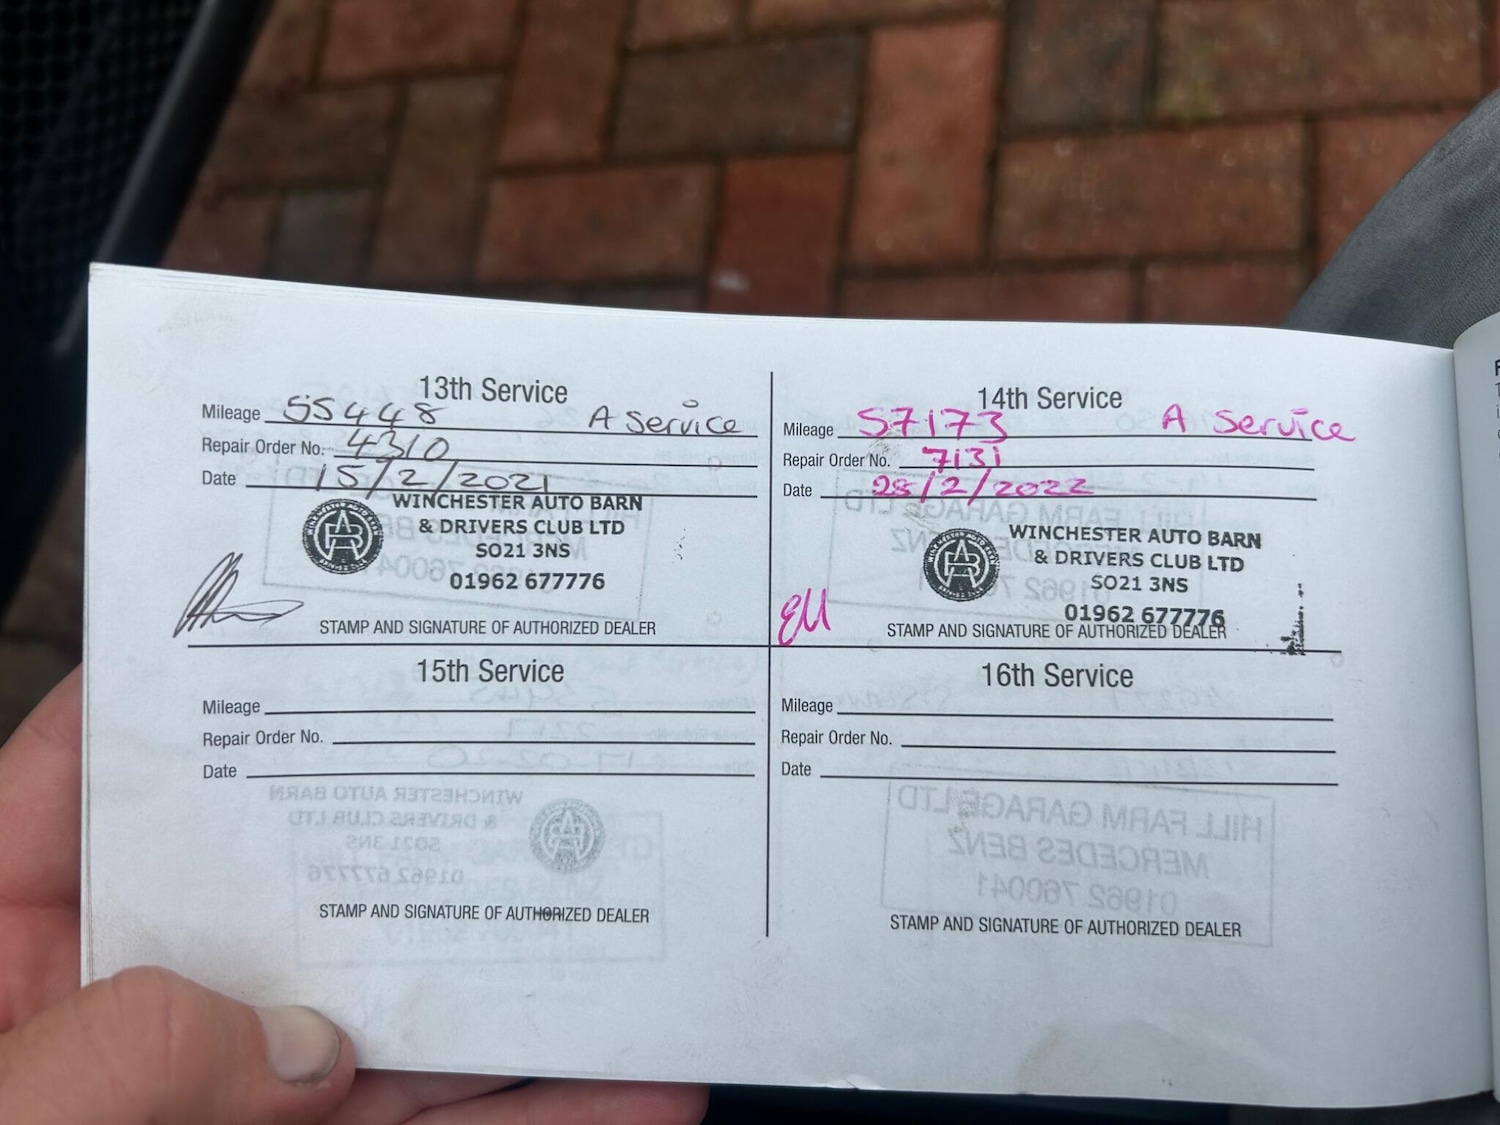 13th Service
Mileage 55448 A Service
Repair Order No. 4310
Date 15/2/2021
WINCHESTER AUTO BARN
& DRIVERS CLUB LTD
SO21 3NS
01962 677776
STAMP AND SIGNATURE OF AUTHORIZED DEALER
14th Service
Mileage 57173 A Service
Repair Order No. 7131
Date 28/2/2022
WINCHESTER AUTO BARN
& DRIVERS CLUB LTD
SO21 3NS
01962 677776
EM
STAMP AND SIGNATURE OF AUTHORIZED DEALER
15th Service
Mileage
Repair Order No.
Date
STAMP AND SIGNATURE OF AUTHORIZED DEALER
16th Service
Mileage
Repair Order No.
Date
STAMP AND SIGNATURE OF AUTHORIZED DEALER